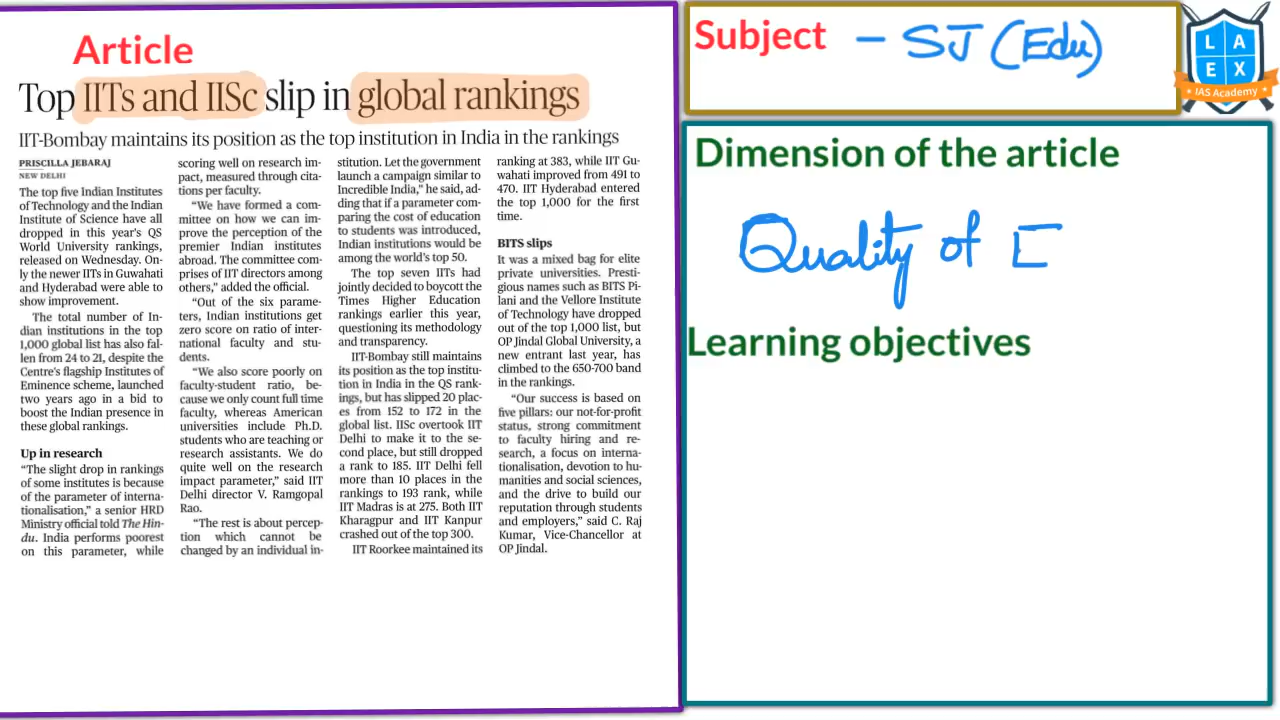 Article
Top IITs and IISc slip in global rankings
IIT-Bombay maintains its position as the top institution in India in the rankings
PRISCILLA JEBARAJ
NEW DELHI
The top five Indian Institutes
of Technology and the Indian
Institute of Science have all
dropped in this year's QS
World University rankings,
released on Wednesday. On-
ly the newer IITs in Guwahati
and Hyderabad were able to
show improvement.
The total number of In-
dian institutions in the top
1,000 global list has also fal-
len from 24 to 21, despite the
Centre's flagship Institutes of
Eminence scheme, launched
two years ago in a bid to
boost the Indian presence in
these global rankings.
Up in research
"The slight drop in rankings
of some institutes is because
of the parameter of interna-
tionalisation," a senior HRD
Ministry official told The Hin-
du. India performs poorest
on this parameter, while
scoring well on research im-
pact, measured through cita-
tions per faculty.
"We have formed a com-
mittee on how we can im-
prove the perception of the
premier Indian institutes
abroad. The committee com-
prises of IIT directors among
others," added the official.
"Out of the six parame-
ters, Indian institutions get
zero score on ratio of inter-
national faculty and stu-
dents.
"We also score poorly on
faculty-student ratio, be-
cause we only count full time
faculty, whereas American
universities include Ph.D.
students who are teaching or
research assistants. We do
quite well on the research
impact parameter," said IIT
Delhi director V. Ramgopal
Rao.
"The rest is about percep-
tion which cannot be
changed by an individual in-
stitution. Let the government
launch a campaign similar to
Incredible India," he said, ad-
ding that if a parameter com-
paring the cost of education
to students was introduced,
Indian institutions would be
among the world's top 50.
The top seven IITs had
jointly decided to boycott the
Times Higher Education
rankings earlier this year,
questioning its methodology
and transparency.
IIT-Bombay still maintains
its position as the top institu-
tion in India in the QS rank-
ings, but has slipped 20 plac-
es from 152 to 172 in the
global list. IISc overtook IIT
Delhi to make it to the se-
cond place, but still dropped
a rank to 185. IIT Delhi fell
more than 10 places in the
rankings to 193 rank, while
IIT Madras is at 275. Both IIT
Kharagpur and IIT Kanpur
crashed out of the top 300.
IIT Roorkee maintained its
ranking at 383, while IIT Gu-
wahati improved from 491 to
470. IIT Hyderabad entered
the top 1,000 for the first
time.
BITS slips
It was a mixed bag for elite
private universities. Presti-
gious names such as BITS Pi-
lani and the Vellore Institute
of Technology have dropped
out of the top 1,000 list, but
OP Jindal Global University, a
new entrant last year, has
climbed to the 650-700 band
in the rankings.
"Our success is based on
five pillars: our not-for-profit
status, strong commitment
to faculty hiring and re-
search, a focus on interna-
tionalisation, devotion to hu-
manities and social sciences,
and the drive to build our
reputation through students
and employers," said C. Raj
Kumar, Vice-Chancellor at
OP Jindal.
Subject - SJ (Edu)
L A
E X
IAS Academy
Dimension of the article
Quality of E
Learning objectives